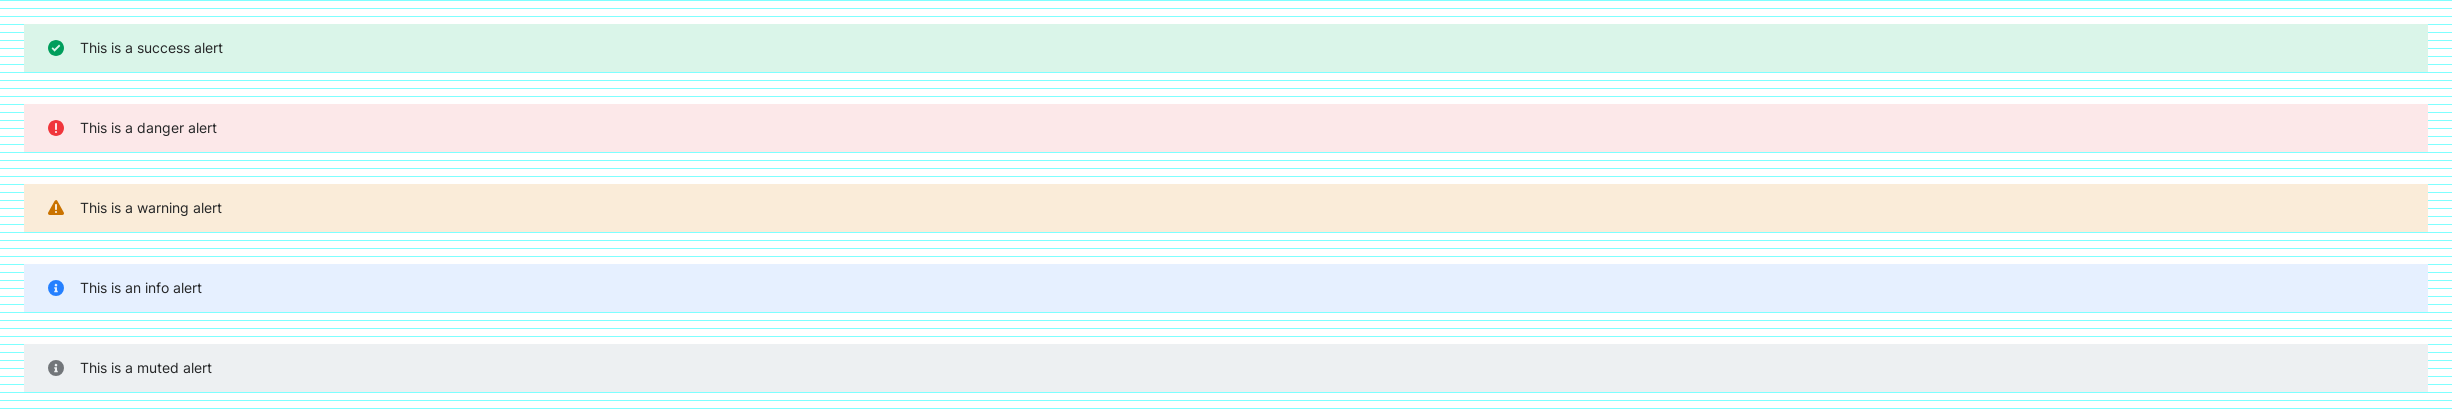 This is a success alert
This is a danger alert
This is a warning alert
This is an info alert
This is a muted alert